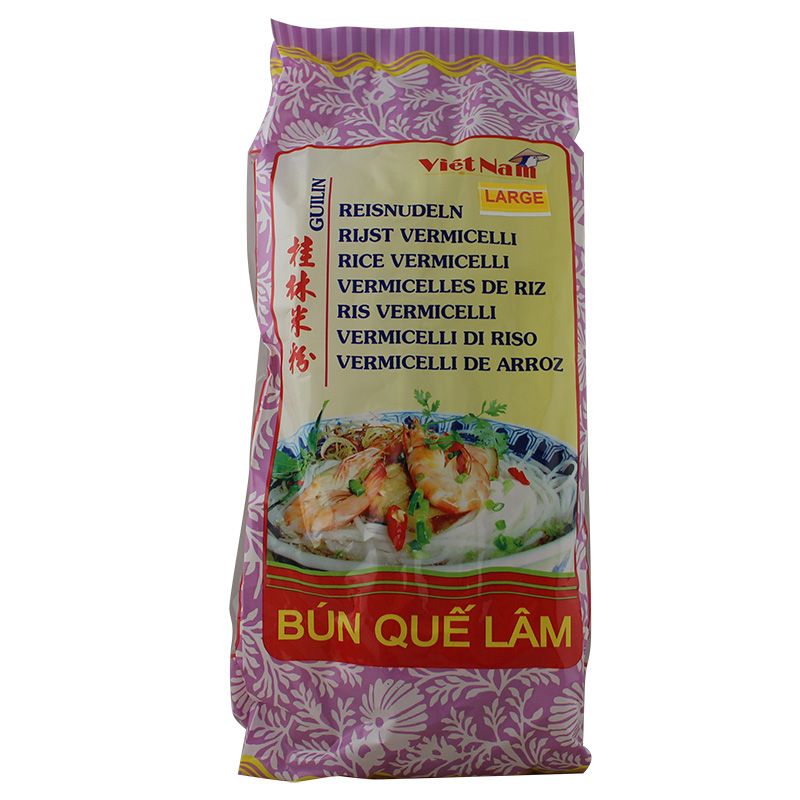 Việt Nam
LARGE
GUILIN
桂林米粉
REISNUDELN
RIJST VERMICELLI
RICE VERMICELLI
VERMICELLES DE RIZ
RIS VERMICELLI
VERMICELLI DI RISO
VERMICELLI DE ARROZ
BÚN QUẾ LÂM